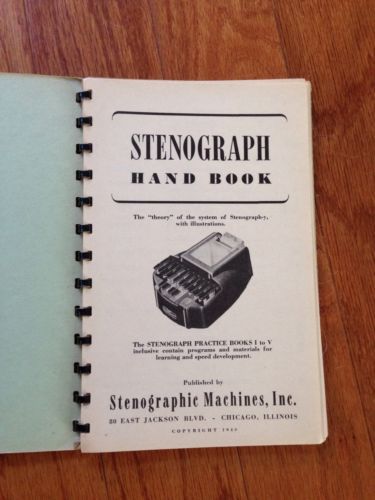 STENOGRAPH
HAND BOOK
The "theory" of the system of Stenograph-y,
with illustrations.
The STENOGRAPH PRACTICE BOOKS I to V
inclusive contain programs and materials for
learning and speed development.
Published by
Stenographic Machines, Inc.
80 EAST JACKSON BLVD. - CHICAGO, ILLINOIS
COPYRIGHT